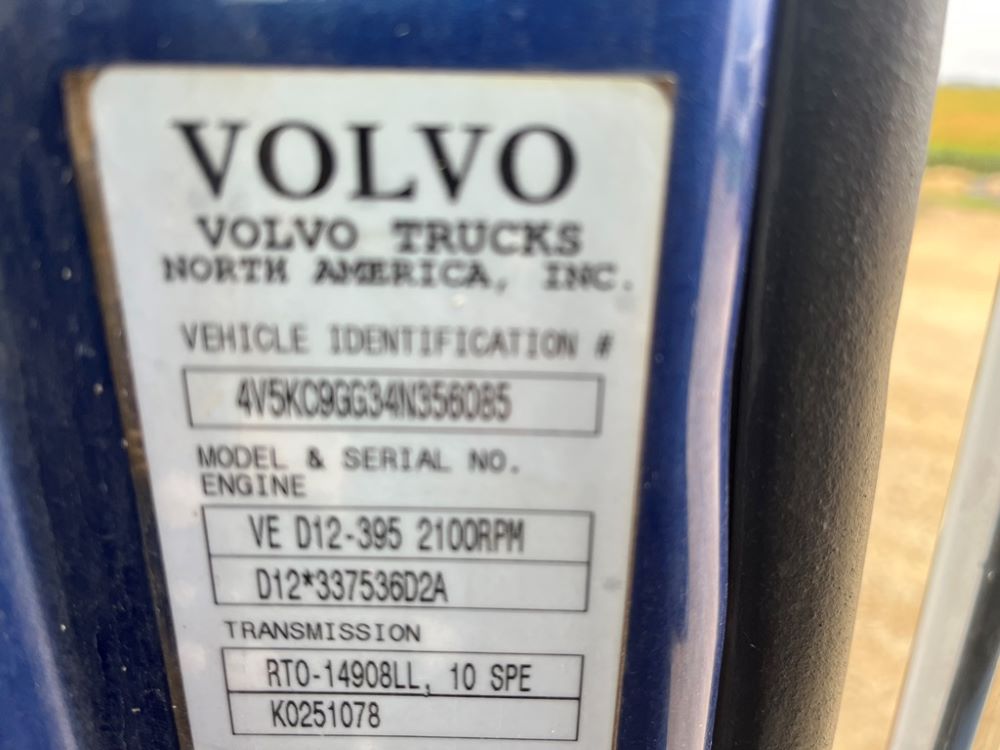 VOLVO
VOLVO TRUCKS
NORTH AMERICA, INC.
VEHICLE IDENTIFICATION #
4V5KC9GG34N356085
MODEL & SERIAL NO.
ENGINE
VE D12-395 2100RPM
D12*337536D2A
TRANSMISSION
RTO-14908LL, 10 SPE
K0251078